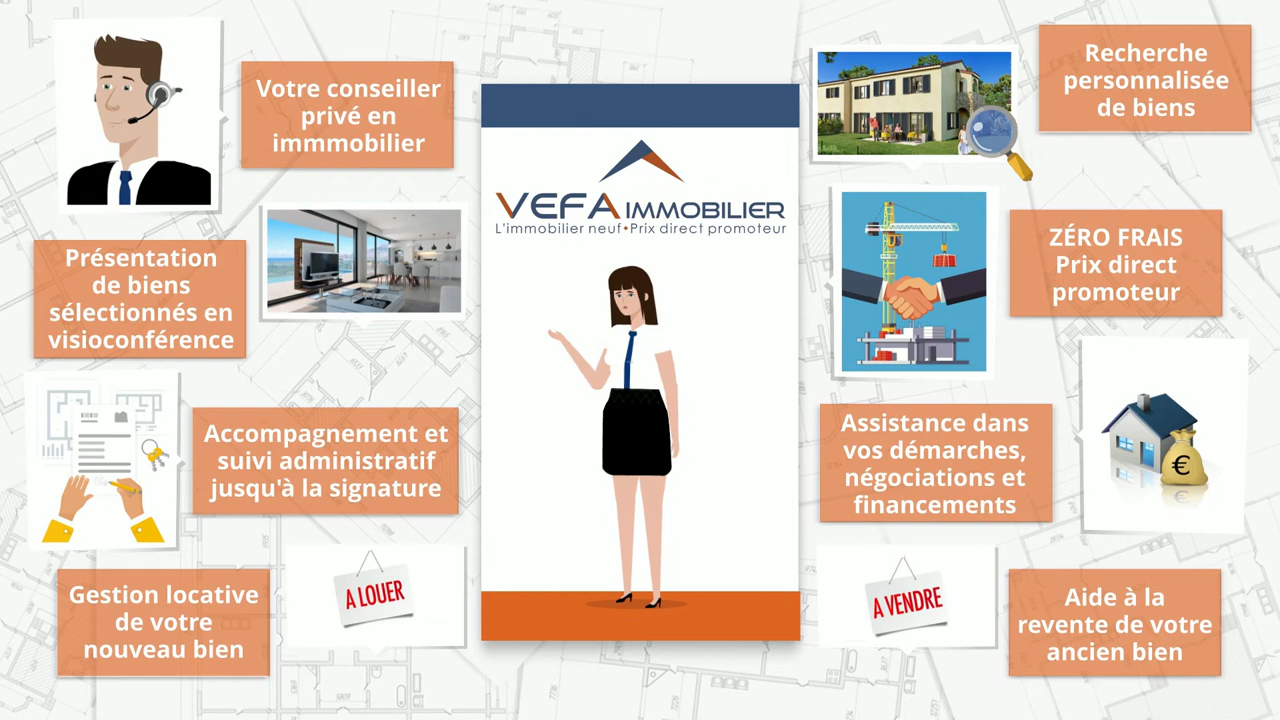 Votre conseiller
privé en
immmobilier
Présentation
de biens
sélectionnés en
visioconférence
Accompagnement et
suivi administratif
jusqu'à la signature
Gestion locative
de votre
nouveau bien
A LOUER
VEFA IMMOBILIER
L'immobilier neuf•Prix direct promoteur
Recherche
personnalisée
de biens
ZÉRO FRAIS
Prix direct
promoteur
Assistance dans
vos démarches,
négociations et
financements
€
A VENDRE
Aide à la
revente de votre
ancien bien